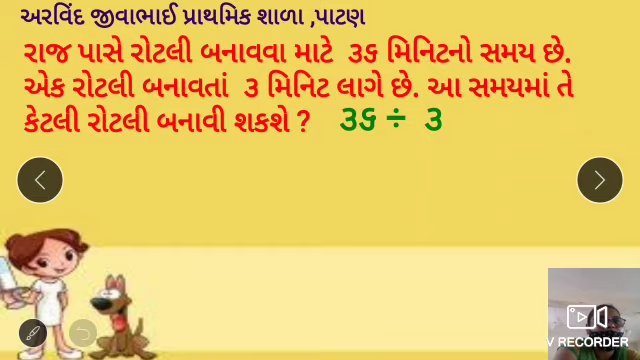 અરવિંદ જીવાભાઈ પ્રાથમિક શાળા ,પાટણ
રાજ પાસે રોટલી બનાવવા માટે ૩૬ મિનિટનો સમય છે.
એક રોટલી બનાવતાં ૩ મિનિટ લાગે છે. આ સમયમાં તે
કેટલી રોટલી બનાવી શકશે ? ૩૬ ÷ ૩
V RECORDER